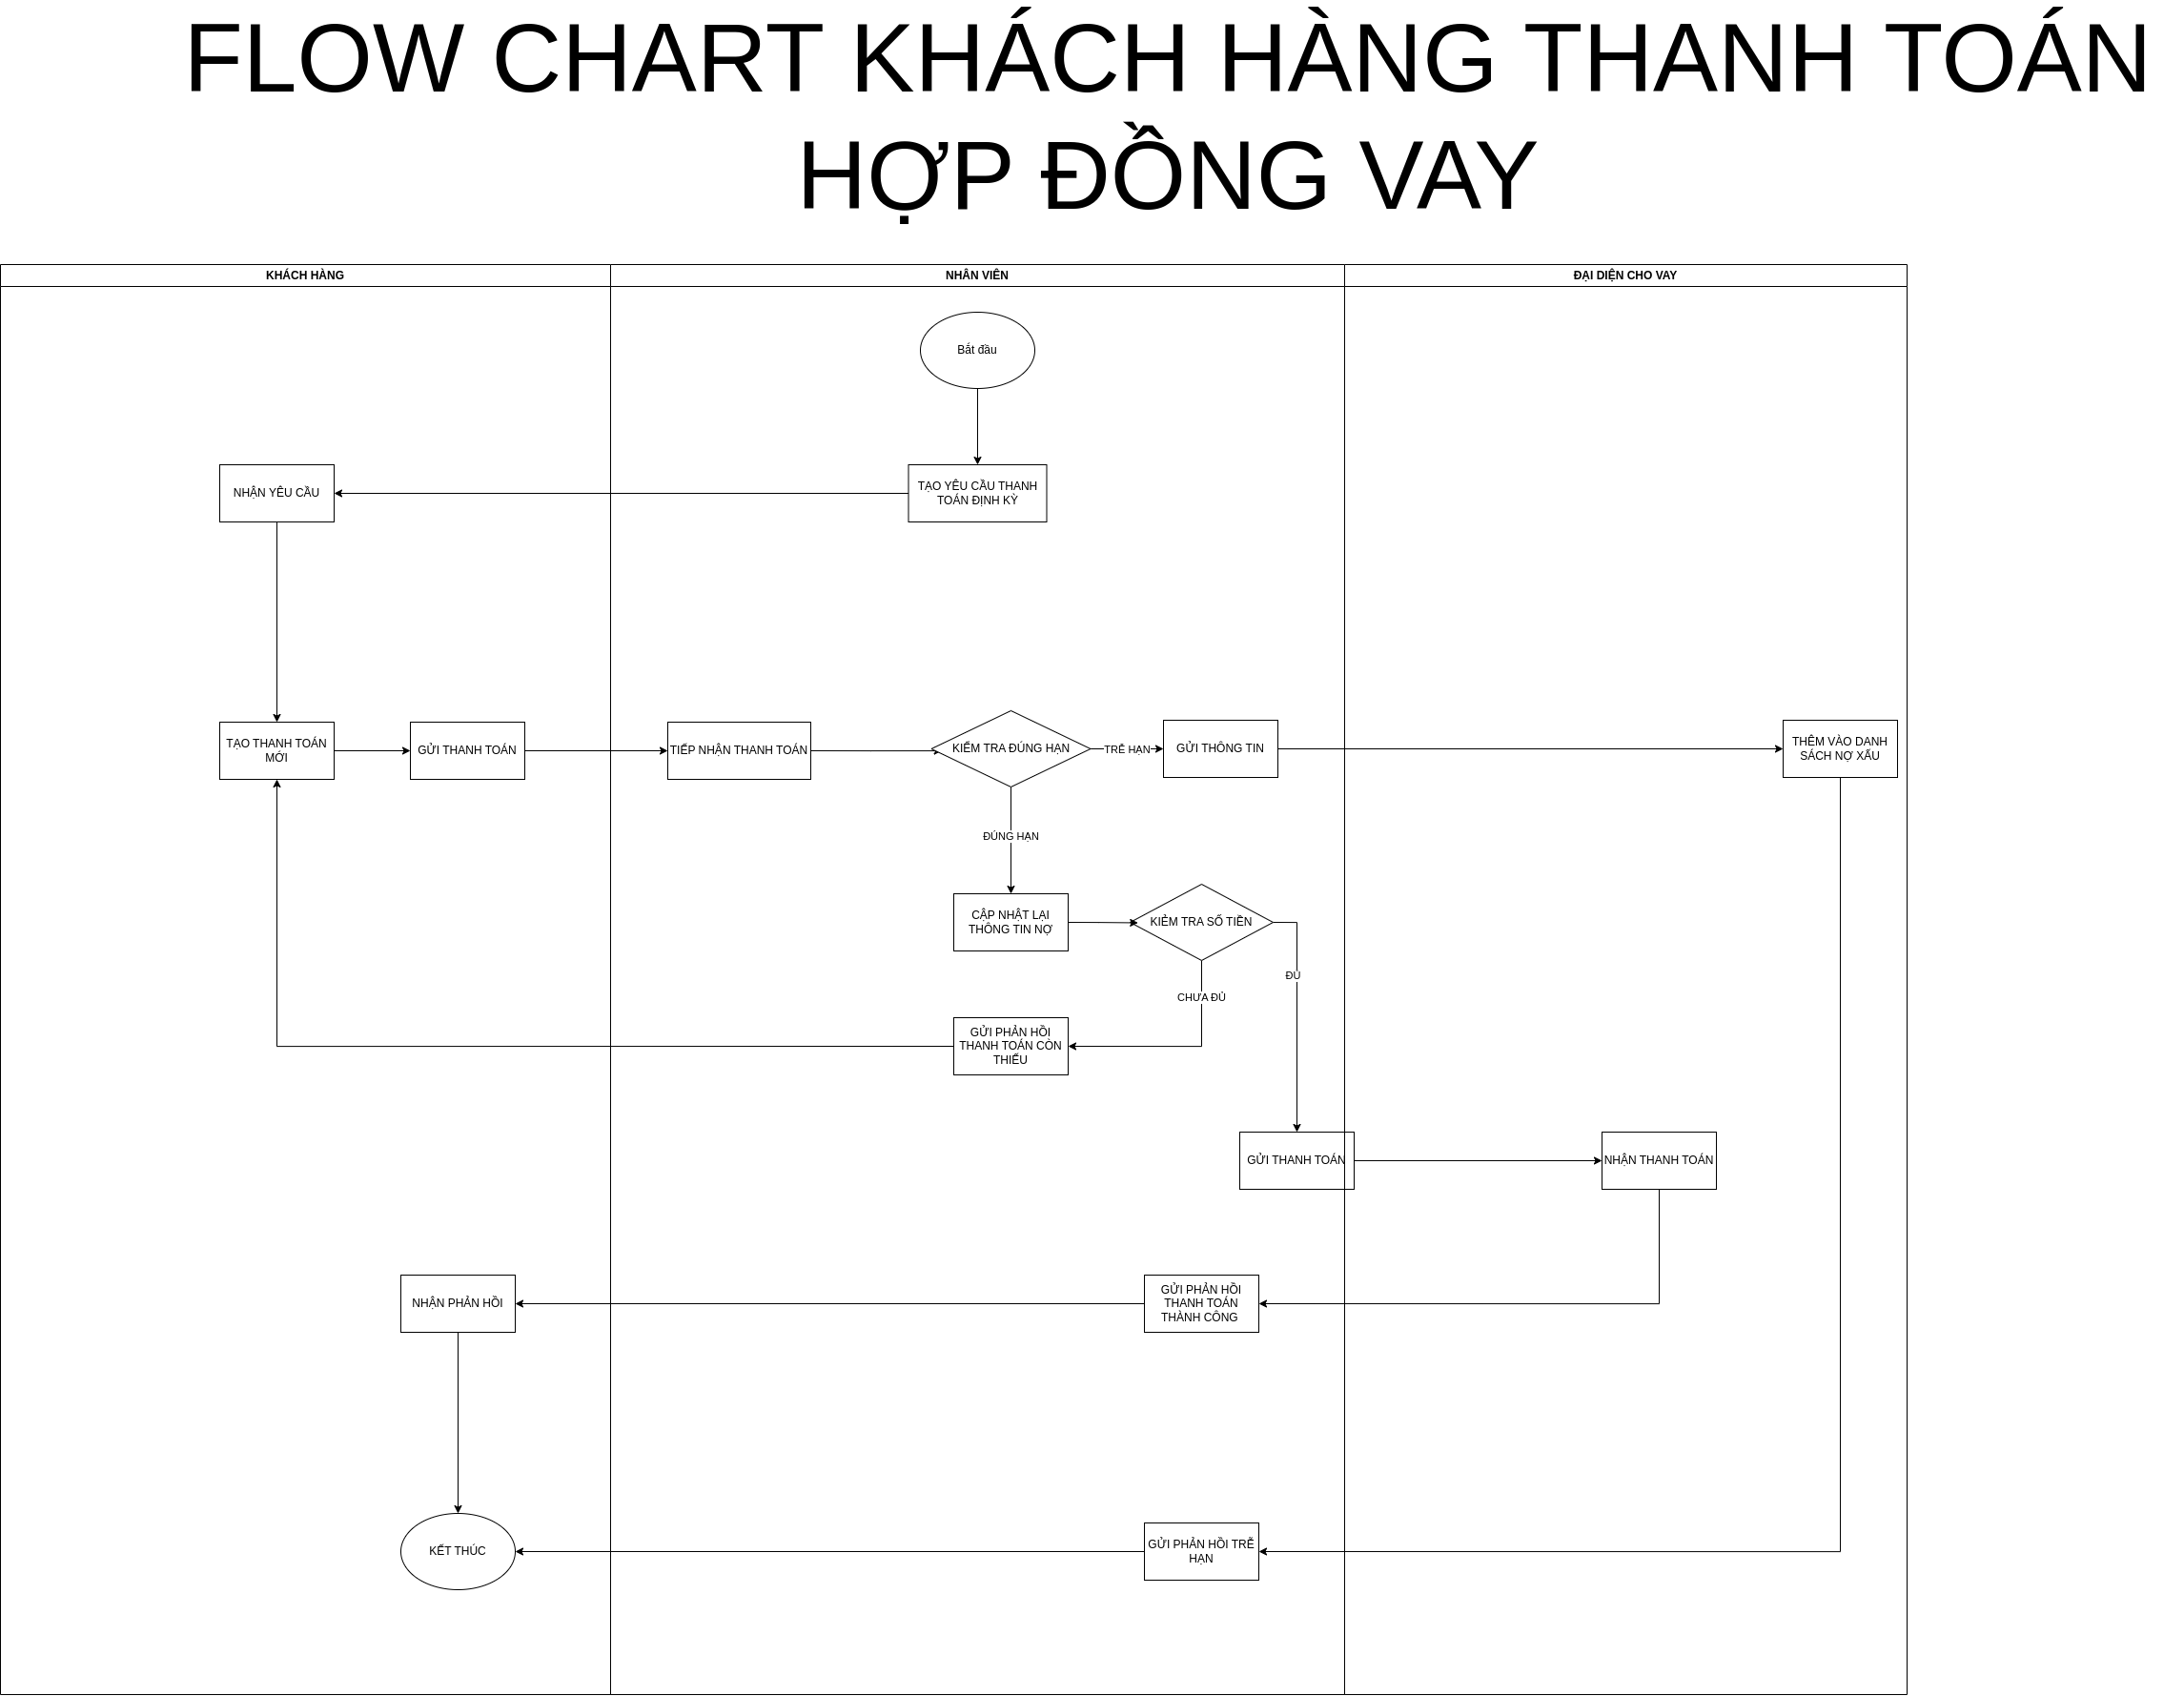 FLOW CHART KHÁCH HÀNG THANH TOÁN
HỢP ĐỒNG VAY
KHÁCH HÀNG
NHÂN VIÊN
ĐẠI DIỆN CHO VAY
Bắt đầu
NHẬN YÊU CẦU
TẠO YÊU CẦU THANH
TOÁN ĐỊNH KỲ
TẠO THANH TOÁN
MỚI
GỬI THANH TOÁN
TIẾP NHẬN THANH TOÁN
KIỂM TRA ĐÚNG HẠN
TRỄ HẠN
GỬI THÔNG TIN
THÊM VÀO DANH
SÁCH NỢ XẤU
ĐÚNG HẠN
CẬP NHẬT LẠI
THÔNG TIN NỢ
KIỂM TRA SỐ TIỀN
ĐỦ
CHƯA ĐỦ
GỬI PHẢN HỒI
THANH TOÁN CÒN
THIẾU
GỬI THANH TOÁN
NHẬN THANH TOÁN
NHẬN PHẢN HỒI
GỬI PHẢN HỒI
THANH TOÁN
THÀNH CÔNG
KẾT THÚC
GỬI PHẢN HỒI TRỄ
HẠN